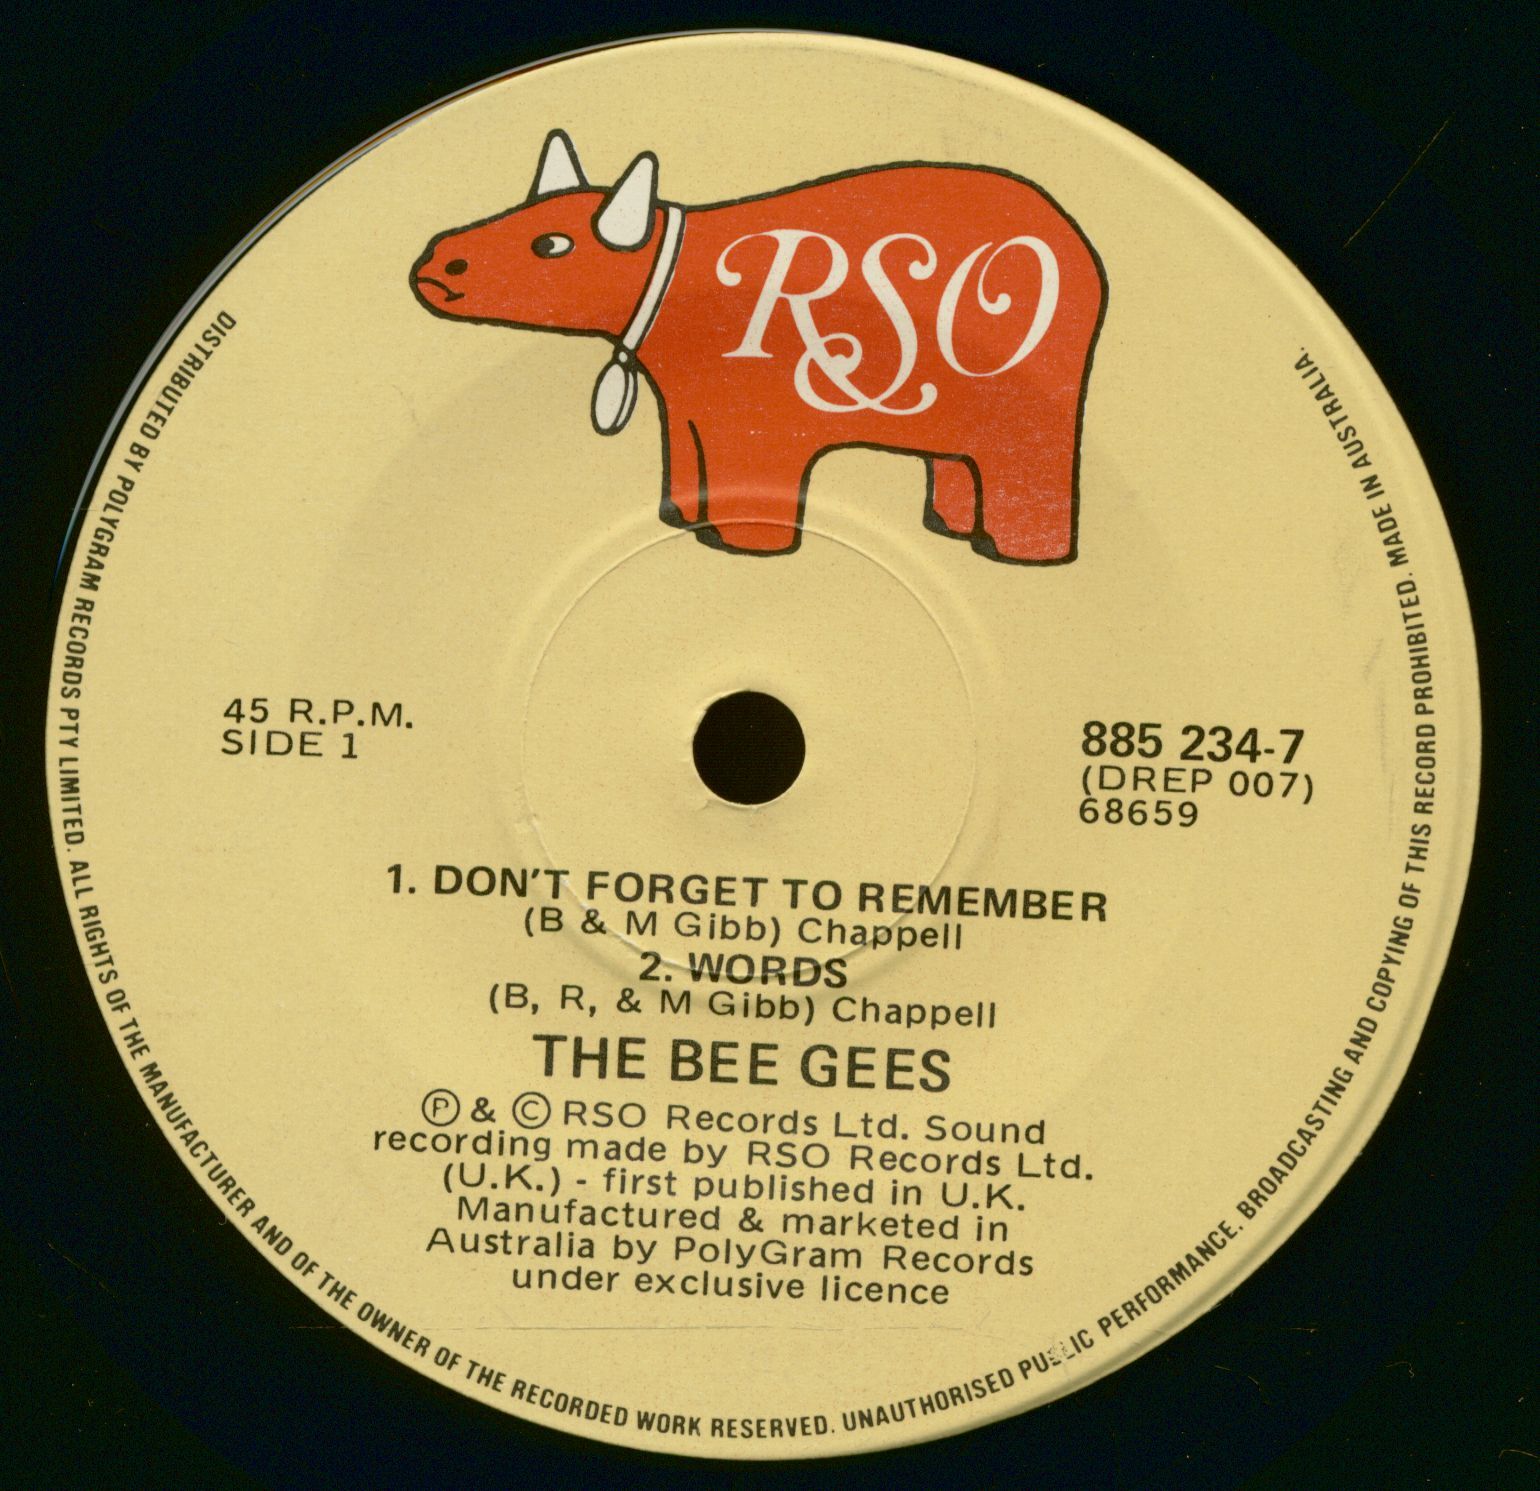 RSO
45 R.P.M.
SIDE 1
885 234-7
(DREP 007)
68659
1. DON'T FORGET TO REMEMBER
(B & M Gibb) Chappell
2. WORDS
(B, R, & M Gibb) Chappell
THE BEE GEES
Ⓟ & © RSO Records Ltd. Sound
recording made by RSO Records Ltd.
(U.K.) - first published in U.K.
Manufactured & marketed in
Australia by PolyGram Records
under exclusive licence
DISTRIBUTED BY POLYGRAM RECORDS PTY LIMITED. ALL RIGHTS OF THE MANUFACTURER AND OF THE OWNER OF THE RECORDED WORK RESERVED. UNAUTHORISED PUBLIC PERFORMANCE. BROADCASTING AND COPYING OF THIS RECORD PROHIBITED. MADE IN AUSTRALIA.